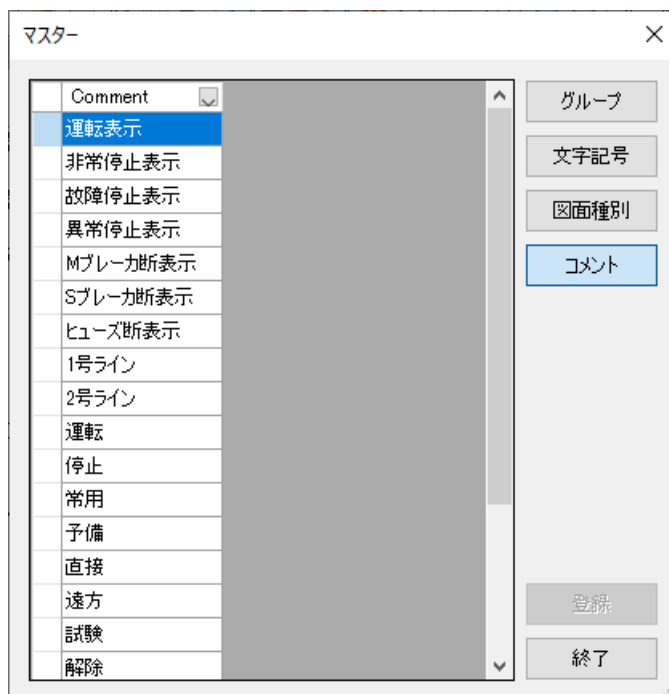 マスター
Comment
運転表示
非常停止表示
故障停止表示
異常停止表示
Mブレーカ断表示
Sブレーカ断表示
ヒューズ断表示
1号ライン
2号ライン
運転
停止
常用
予備
直接
遠方
試験
解除
グループ
文字記号
図面種別
コメント
登録
終了